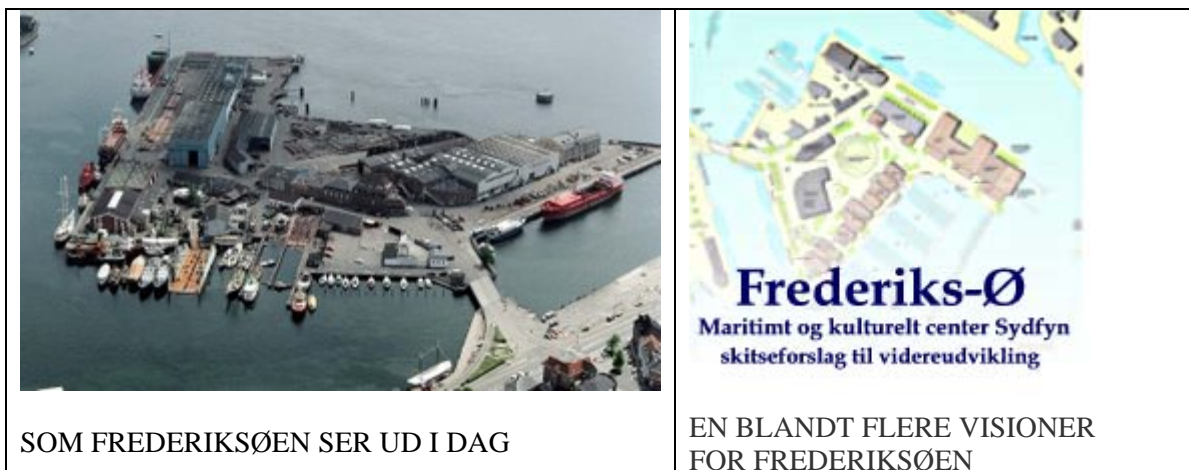 SOM FREDERIKSØEN SER UD I DAG
Frederiks-Ø
Maritimt og kulturelt center Sydfyn
skitseforslag til videreudvikling
EN BLANDT FLERE VISIONER
FOR FREDERIKSØEN